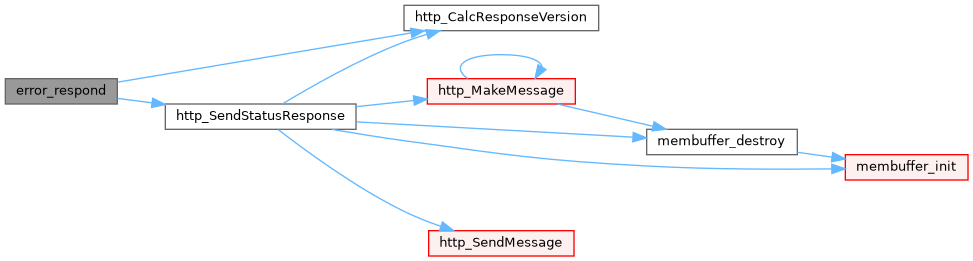 http_CalcResponseVersion
error_respond
http_MakeMessage
http_SendStatusResponse
membuffer_destroy
membuffer_init
http_SendMessage